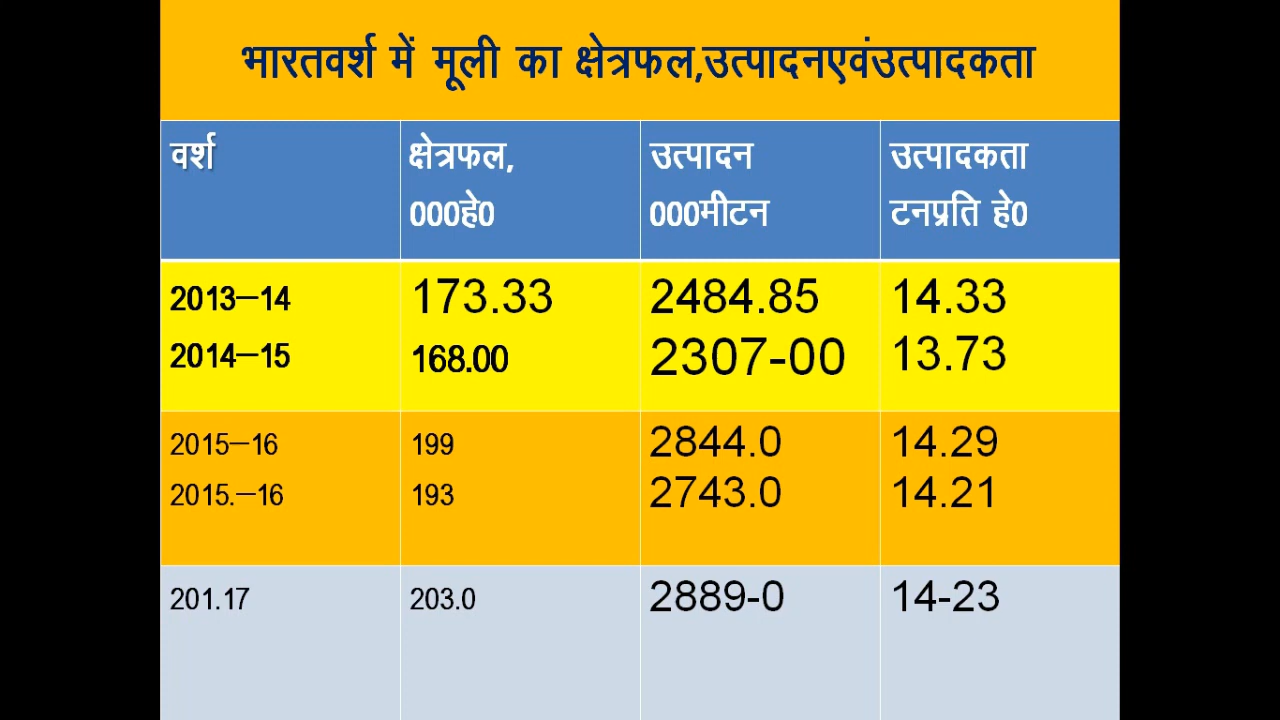 भारतवर्श में मूली का क्षेत्रफल,उत्पादनएवंउत्पादकता
वर्श क्षेत्रफल, उत्पादन उत्पादकता
000हे0 000मीटन टनप्रति हे0
2013–14 173.33 2484.85 14.33
2014–15 168.00 2307-00 13.73
2015–16 199 2844.0 14.29
2015.–16 193 2743.0 14.21
201.17 203.0 2889-0 14-23